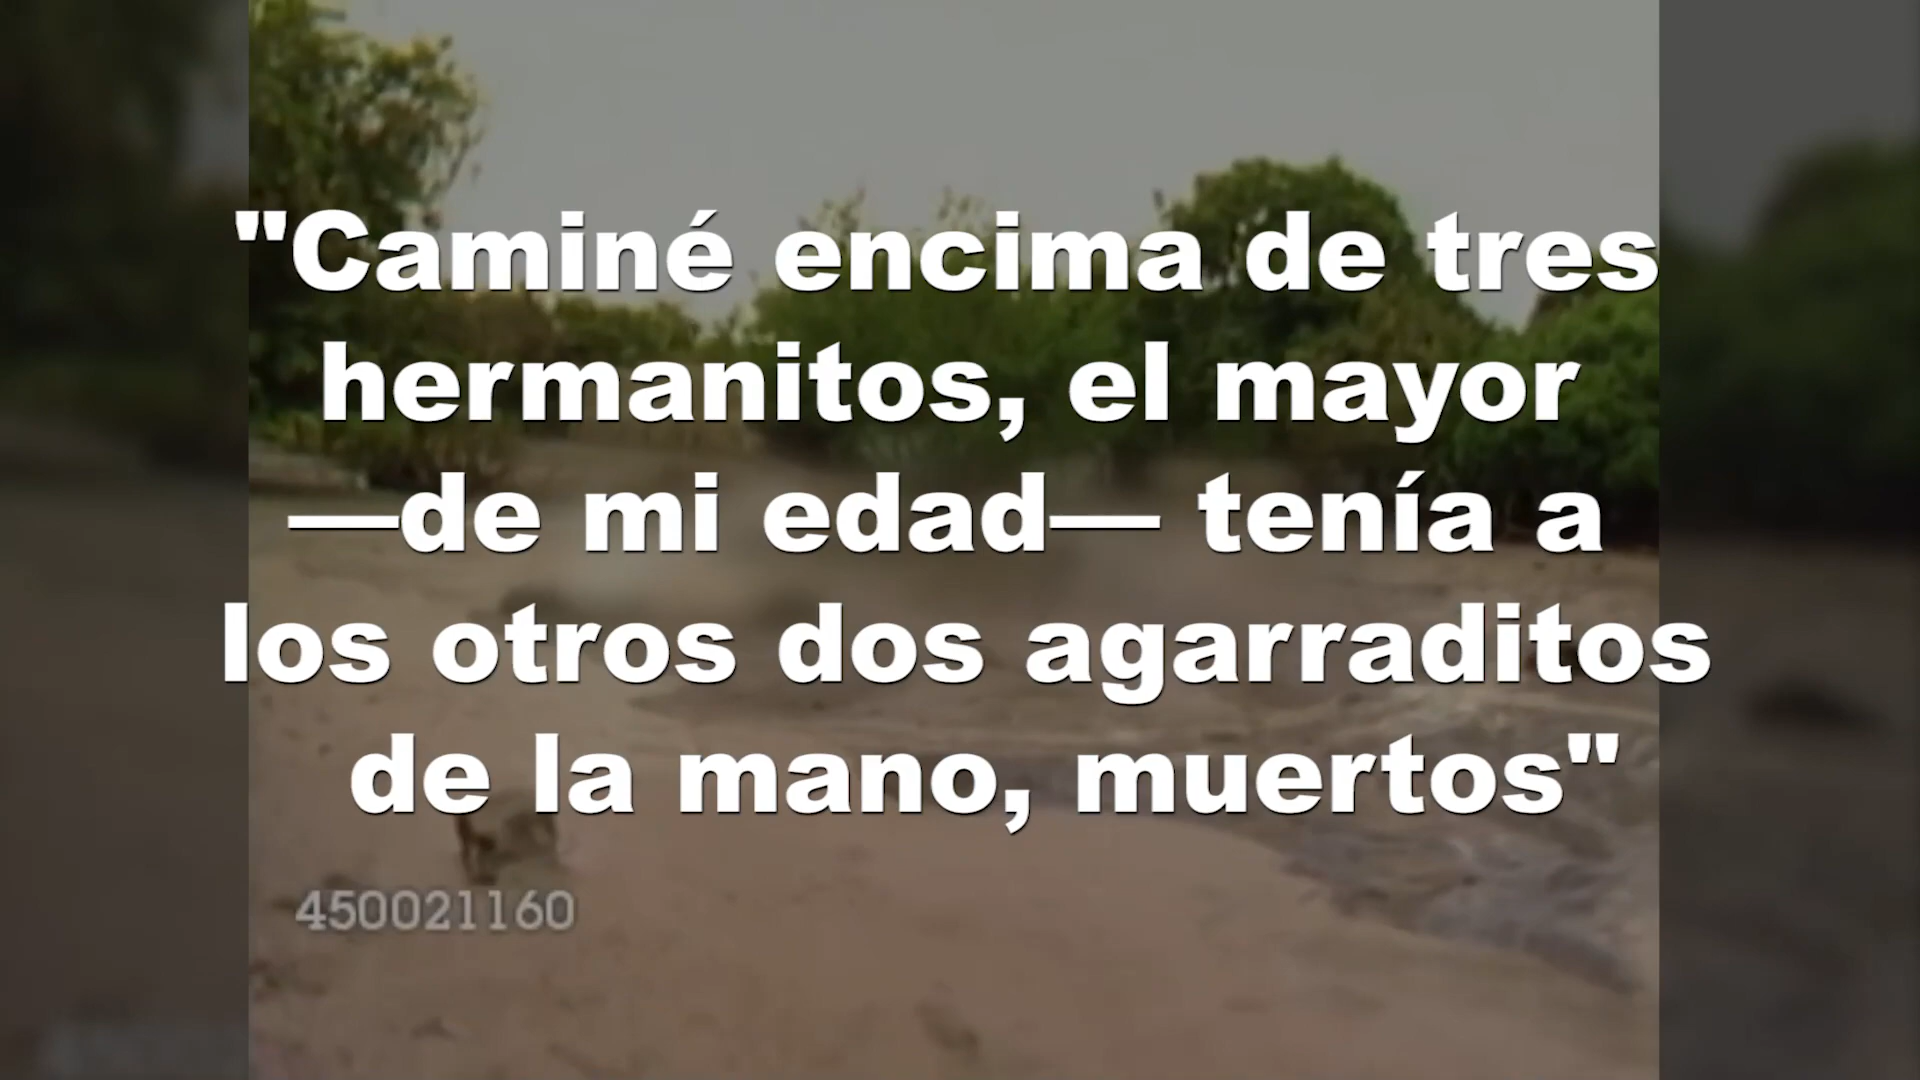 "Caminé encima de tres
hermanitos, el mayor
—de mi edad— tenía a
los otros dos agarraditos
de la mano, muertos"
450021160